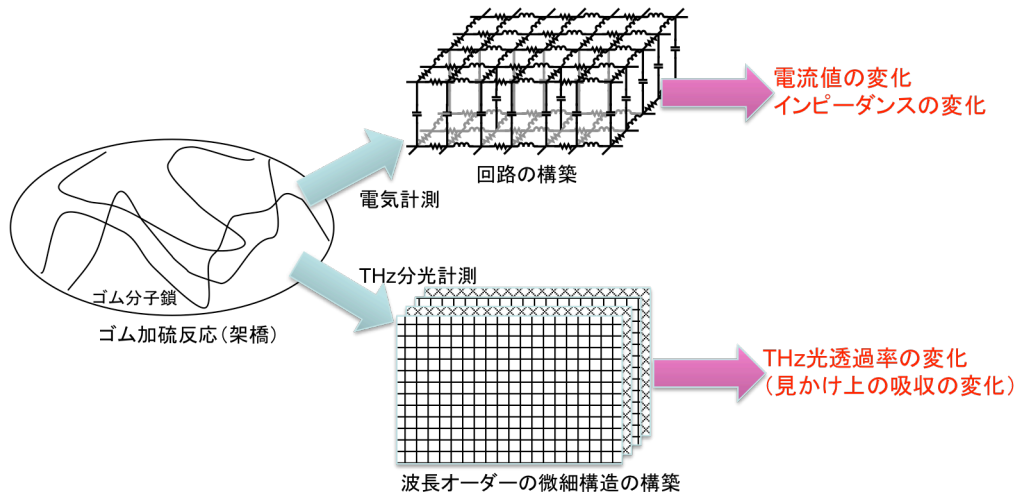 電流値の変化
インピーダンスの変化
回路の構築
電気計測
THz分光計測
ゴム分子鎖
ゴム加硫反応(架橋)
THz光透過率の変化
(見かけ上の吸収の変化)
波長オーダーの微細構造の構築